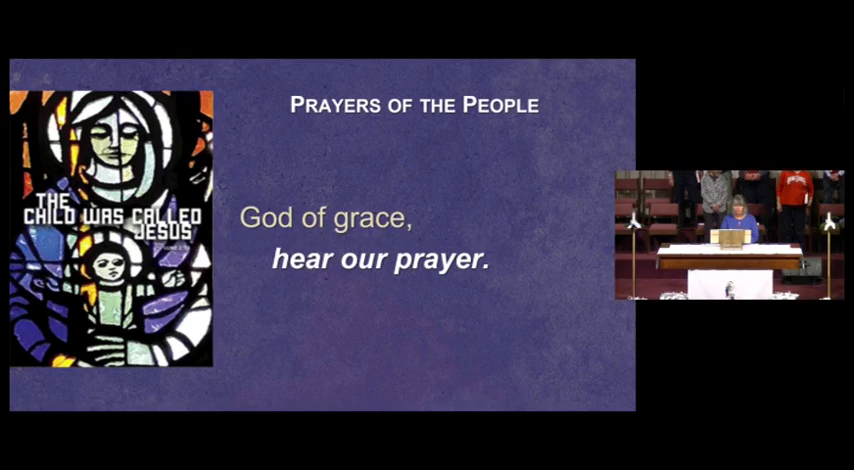 PRAYERS OF THE PEOPLE
THE
CHILD WAS CALLED
JESUS
God of grace,
hear our prayer.